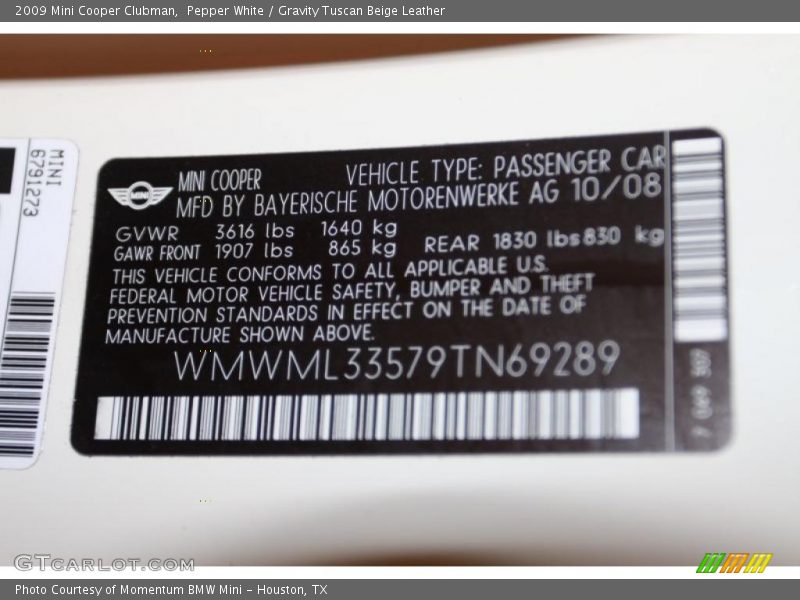 2009 Mini Cooper Clubman,  Pepper White / Gravity Tuscan Beige Leather
MINI
6791273
MINI
MINI COOPER VEHICLE TYPE: PASSENGER CAR
MFD BY BAYERISCHE MOTORENWERKE AG 10/08
GVWR 3616 lbs 1640 kg
GAWR FRONT 1907 lbs 865 kg REAR 1830 lbs 830 kg
THIS VEHICLE CONFORMS TO ALL APPLICABLE U.S.
FEDERAL MOTOR VEHICLE SAFETY, BUMPER AND THEFT
PREVENTION STANDARDS IN EFFECT ON THE DATE OF
MANUFACTURE SHOWN ABOVE.
WMWML33579TN69289
GTcarlot.com
Photo Courtesy of Momentum BMW Mini - Houston, TX